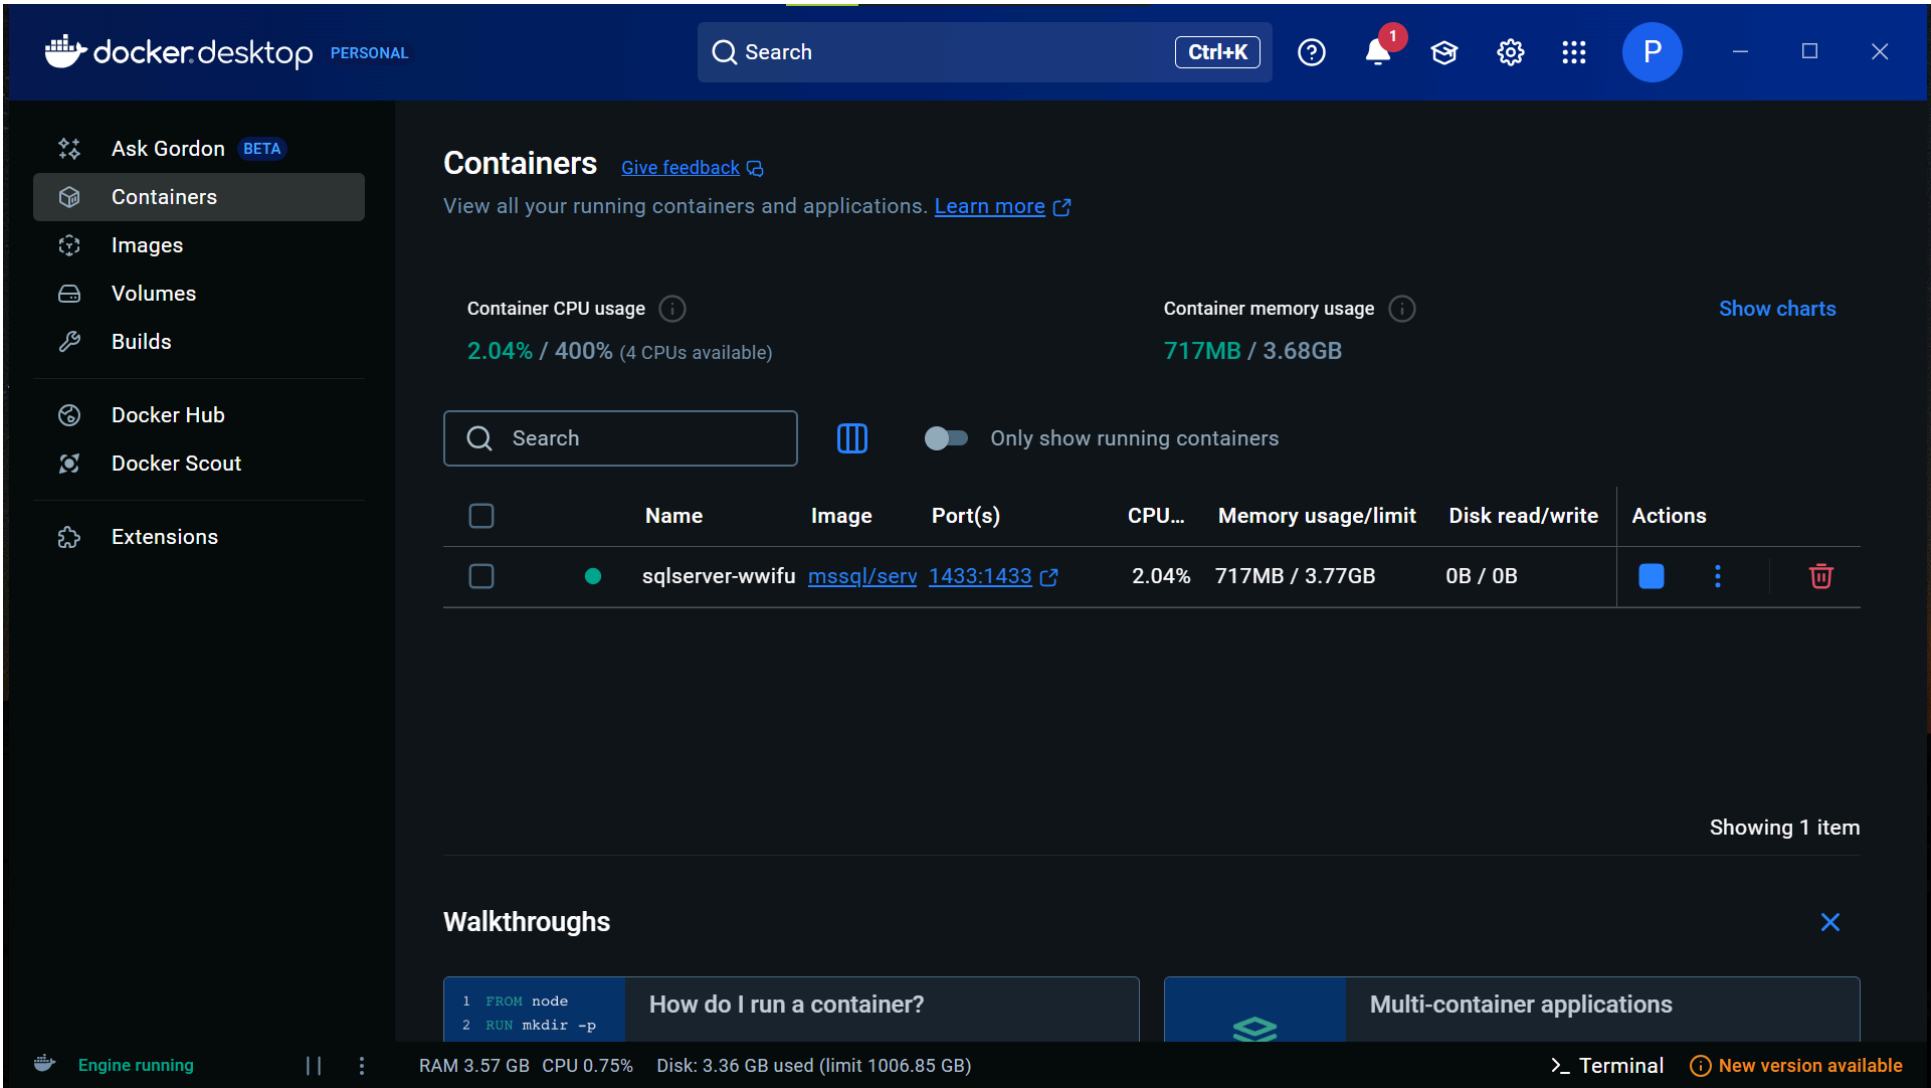 docker.desktop PERSONAL
Search Ctrl+K
1
P
Ask Gordon BETA
Containers
Images
Volumes
Builds
Docker Hub
Docker Scout
Extensions
Containers Give feedback
View all your running containers and applications. Learn more
Container CPU usage
2.04% / 400% (4 CPUs available)
Container memory usage
717MB / 3.68GB
Show charts
Search
Only show running containers
Name Image Port(s) CPU... Memory usage/limit Disk read/write Actions
sqlserver-wwifu mssql/serv 1433:1433 2.04% 717MB / 3.77GB 0B / 0B
Showing 1 item
Walkthroughs
1 FROM node
2 RUN mkdir -p
How do I run a container?
Multi-container applications
Engine running RAM 3.57 GB CPU 0.75% Disk: 3.36 GB used (limit 1006.85 GB) >_ Terminal New version available